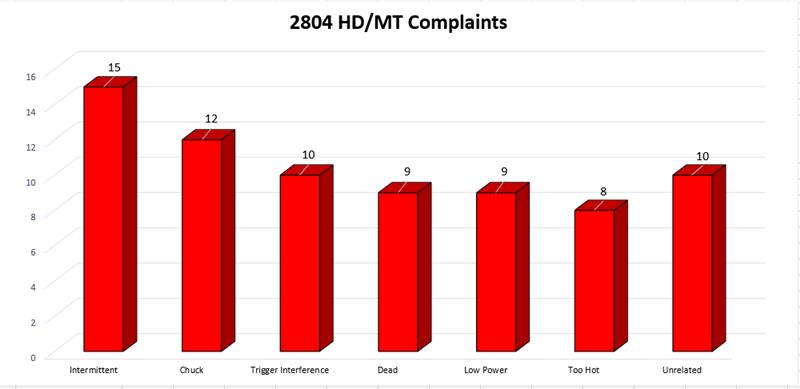 2804 HD/MT Complaints
16
14
12
10
8
6
4
2
0
15
12
10
9
9
8
10
Intermittent
Chuck
Trigger Interference
Dead
Low Power
Too Hot
Unrelated